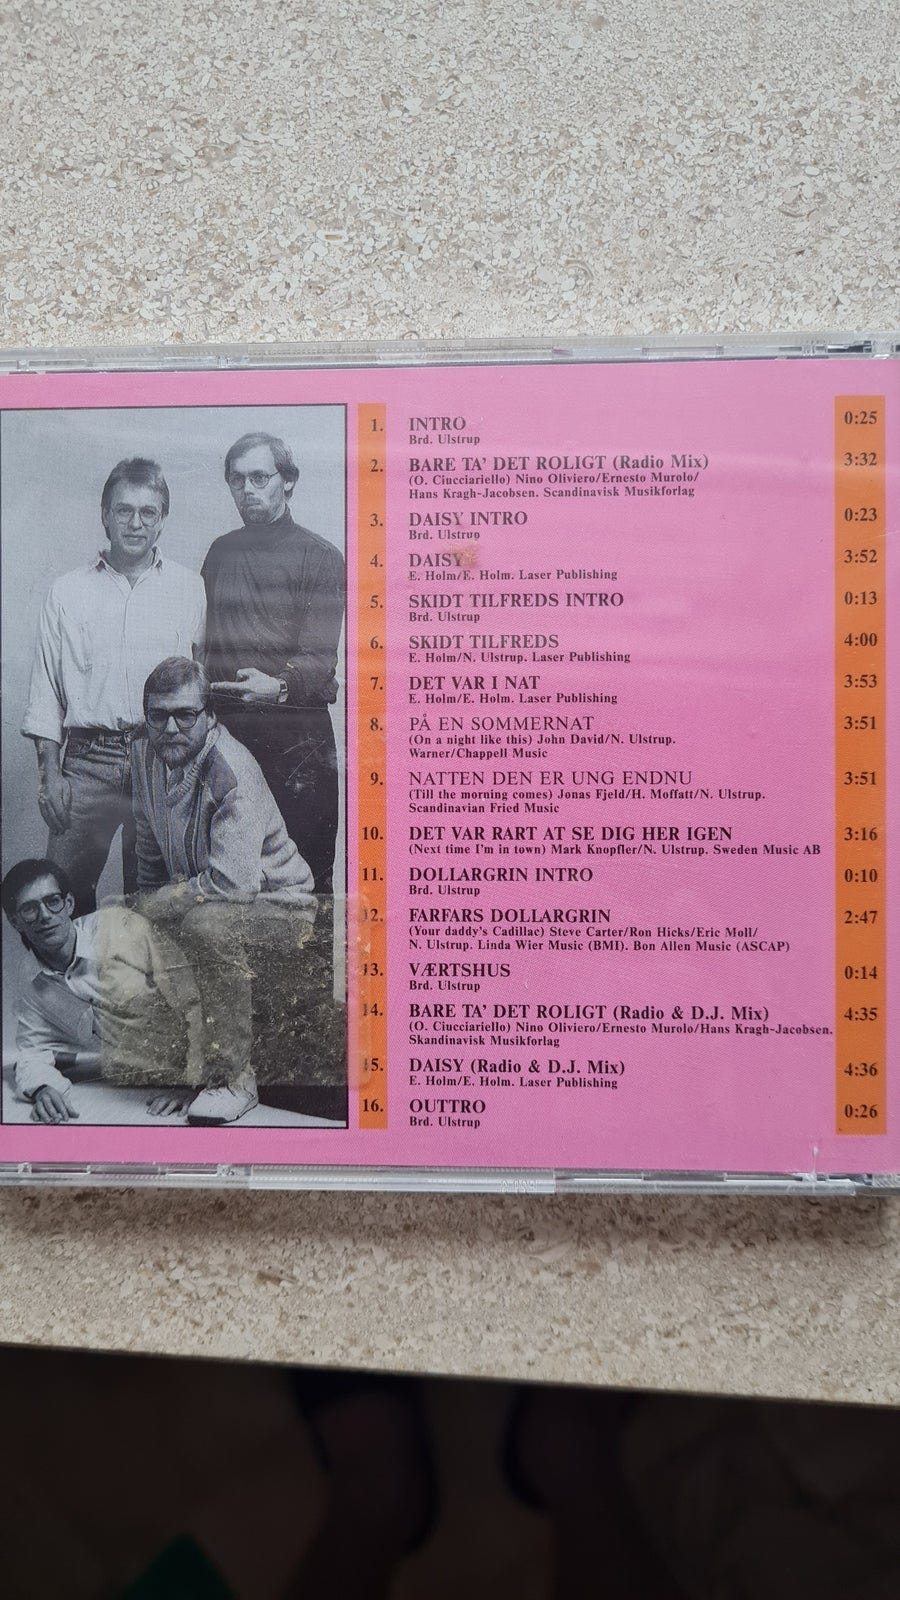 1. INTRO 0:25
Brd. Ulstrup
2. BARE TA' DET ROLIGT (Radio Mix) 3:32
(O. Ciucciariello) Nino Oliviero/Ernesto Murolo/
Hans Kragh-Jacobsen. Scandinavisk Musikforlag
3. DAISY INTRO 0:23
Brd. Ulstrup
4. DAISY 3:52
E. Holm/E. Holm. Laser Publishing
5. SKIDT TILFREDS INTRO 0:13
Brd. Ulstrup
6. SKIDT TILFREDS 4:00
E. Holm/N. Ulstrup. Laser Publishing
7. DET VAR I NAT 3:53
E. Holm/E. Holm. Laser Publishing
8. PÅ EN SOMMERNAT 3:51
(On a night like this) John David/N. Ulstrup.
Warner/Chappell Music
9. NATTEN DEN ER UNG ENDNU 3:51
(Till the morning comes) Jonas Fjeld/H. Moffatt/N. Ulstrup.
Scandinavian Fried Music
10. DET VAR RART AT SE DIG HER IGEN 3:16
(Next time I'm in town) Mark Knopfler/N. Ulstrup. Sweden Music AB
11. DOLLARGRIN INTRO 0:10
Brd. Ulstrup
12. FARFARS DOLLARGRIN 2:47
(Your daddy's Cadillac) Steve Carter/Ron Hicks/Eric Moll/
N. Ulstrup. Linda Wier Music (BMI). Bon Allen Music (ASCAP)
13. VÆRTSHUS 0:14
Brd. Ulstrup
14. BARE TA' DET ROLIGT (Radio & D.J. Mix) 4:35
(O. Ciucciariello) Nino Oliviero/Ernesto Murolo/Hans Kragh-Jacobsen.
Skandinavisk Musikforlag
15. DAISY (Radio & D.J. Mix) 4:36
E. Holm/E. Holm. Laser Publishing
16. OUTTRO 0:26
Brd. Ulstrup